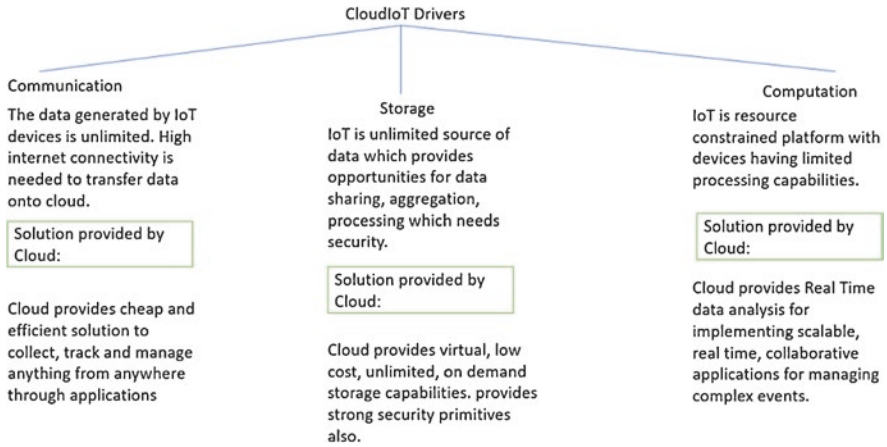 CloudIoT Drivers
Communication
The data generated by IoT
devices is unlimited. High
internet connectivity is
needed to transfer data
onto cloud.
Solution provided by
Cloud:
Cloud provides cheap and
efficient solution to
collect, track and manage
anything from anywhere
through applications
Storage
IoT is unlimited source of
data which provides
opportunities for data
sharing, aggregation,
processing which needs
security.
Solution provided by
Cloud:
Cloud provides virtual, low
cost, unlimited, on demand
storage capabilities. provides
strong security primitives
also.
Computation
IoT is resource
constrained platform with
devices having limited
processing capabilities.
Solution provided by
Cloud:
Cloud provides Real Time
data analysis for
implementing scalable,
real time, collaborative
applications for managing
complex events.